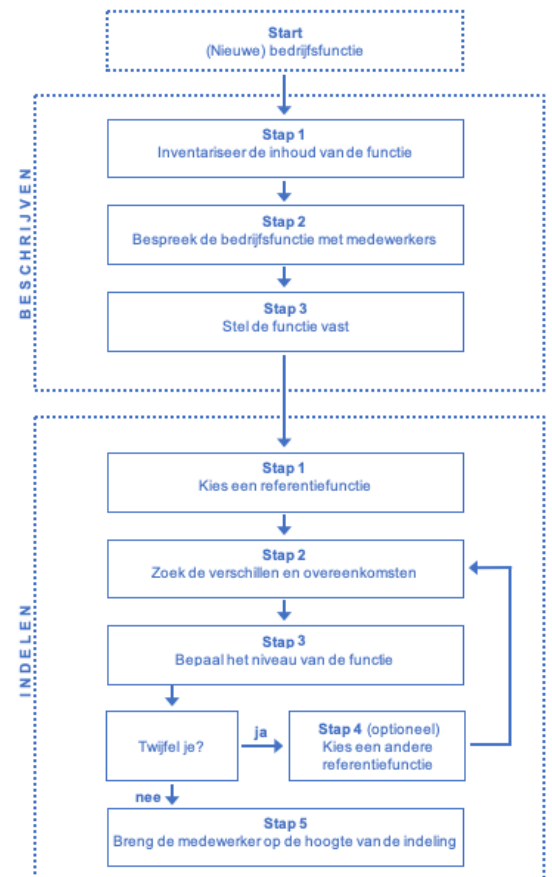 Start
(Nieuwe) bedrijfsfunctie
BESCHRIJVEN
Stap 1
Inventariseer de inhoud van de functie
Stap 2
Bespreek de bedrijfsfunctie met medewerkers
Stap 3
Stel de functie vast
INDELEN
Stap 1
Kies een referentiefunctie
Stap 2
Zoek de verschillen en overeenkomsten
Stap 3
Bepaal het niveau van de functie
Twijfel je?
ja
Stap 4 (optioneel)
Kies een andere
referentiefunctie
nee
Stap 5
Breng de medewerker op de hoogte van de indeling